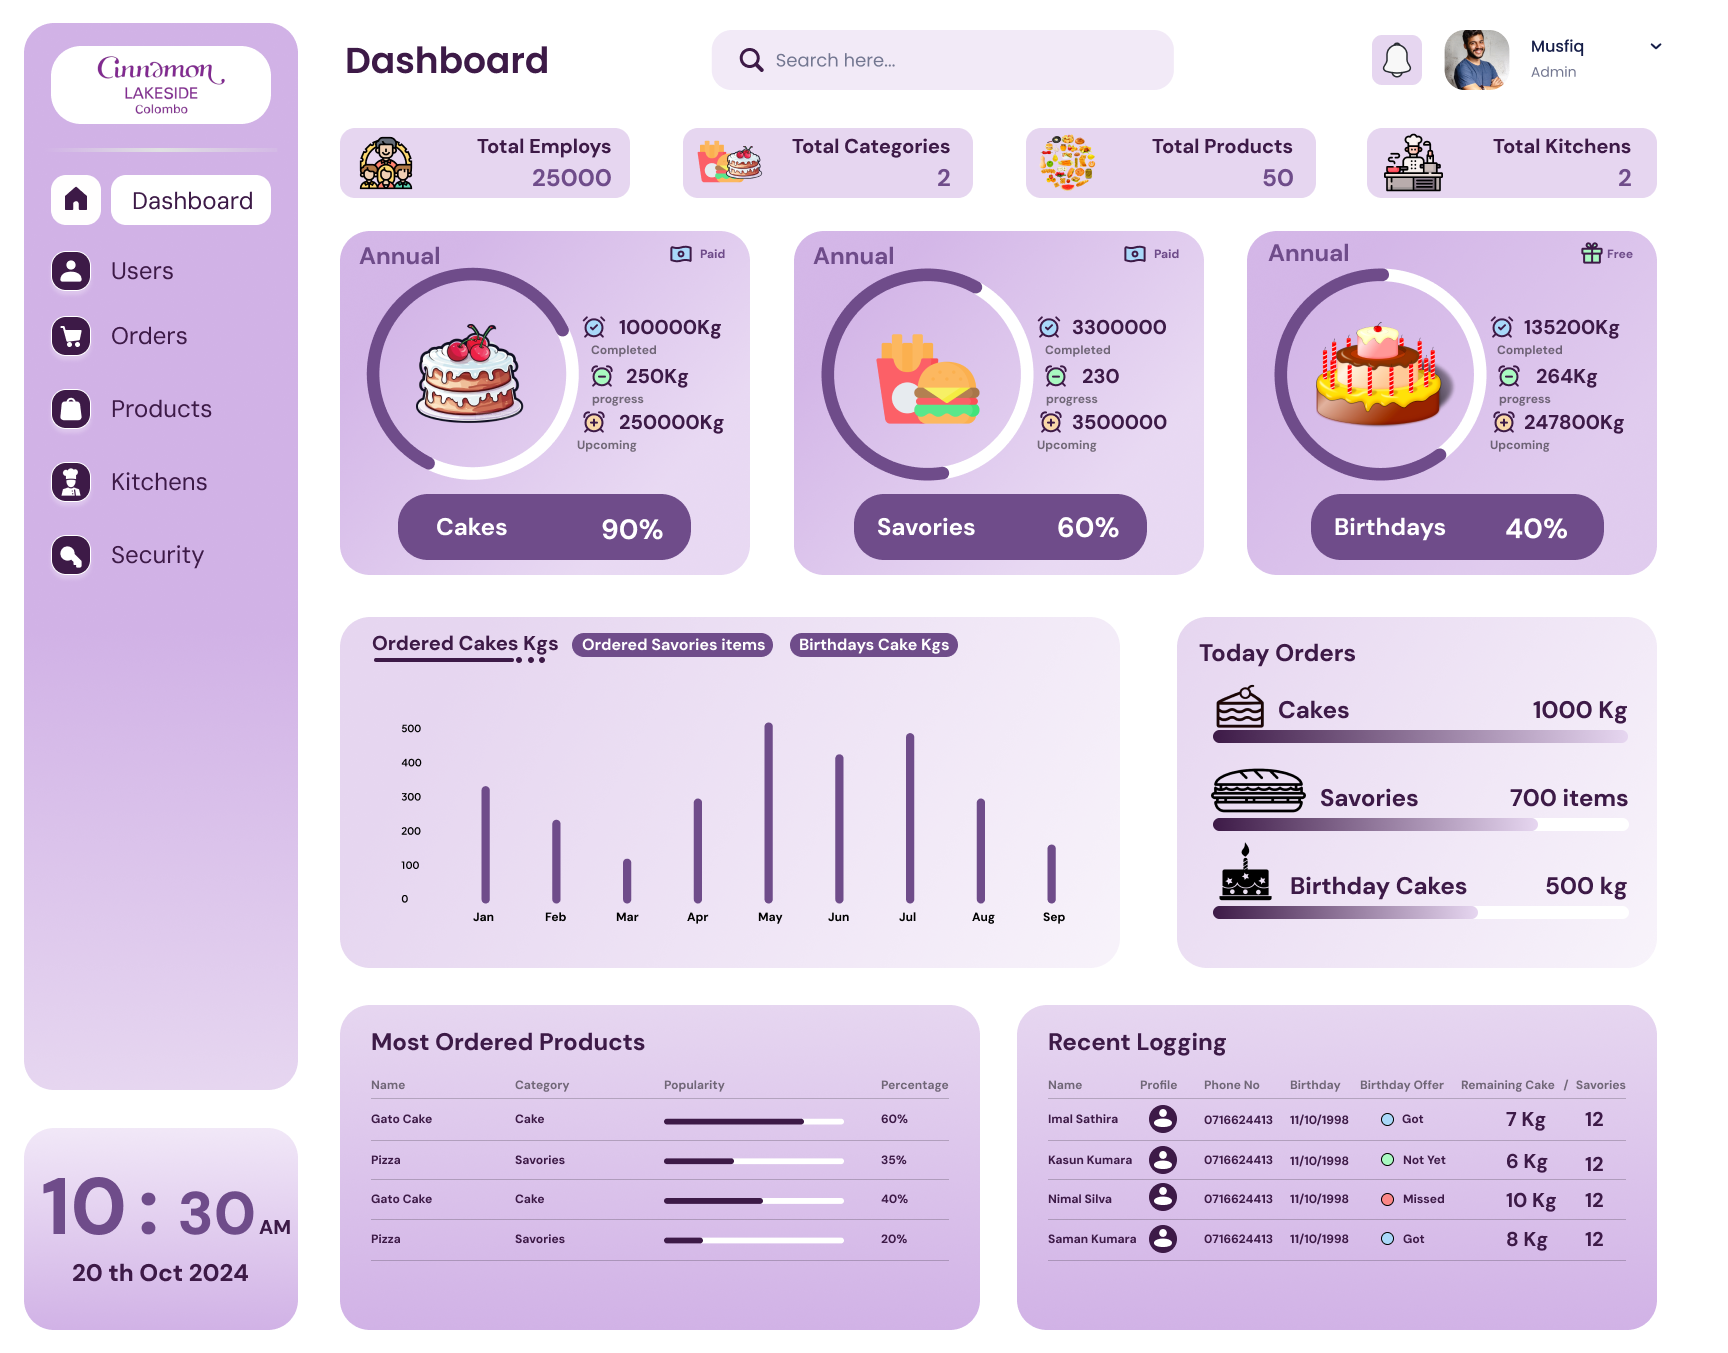 Cinnamon
LAKESIDE
Colombo
Dashboard
Users
Orders
Products
Kitchens
Security
10 : 30 AM
20 th Oct 2024
Dashboard
Search here...
Musfiq
Admin
Total Employs
25000
Total Categories
2
Total Products
50
Total Kitchens
2
Annual
Paid
100000Kg
Completed
250Kg
progress
250000Kg
Upcoming
Cakes 90%
Annual
Paid
3300000
Completed
230
progress
3500000
Upcoming
Savories 60%
Annual
Free
135200Kg
Completed
264Kg
progress
247800Kg
Upcoming
Birthdays 40%
Ordered Cakes Kgs Ordered Savories items Birthdays Cake Kgs
500
400
300
200
100
0
Jan Feb Mar Apr May Jun Jul Aug Sep
Today Orders
Cakes 1000 Kg
Savories 700 items
Birthday Cakes 500 kg
Most Ordered Products
Name Category Popularity Percentage
Gato Cake Cake 60%
Pizza Savories 35%
Gato Cake Cake 40%
Pizza Savories 20%
Recent Logging
Name Profile Phone No Birthday Birthday Offer Remaining Cake / Savories
Imal Sathira 0716624413 11/10/1998 Got 7 Kg 12
Kasun Kumara 0716624413 11/10/1998 Not Yet 6 Kg 12
Nimal Silva 0716624413 11/10/1998 Missed 10 Kg 12
Saman Kumara 0716624413 11/10/1998 Got 8 Kg 12